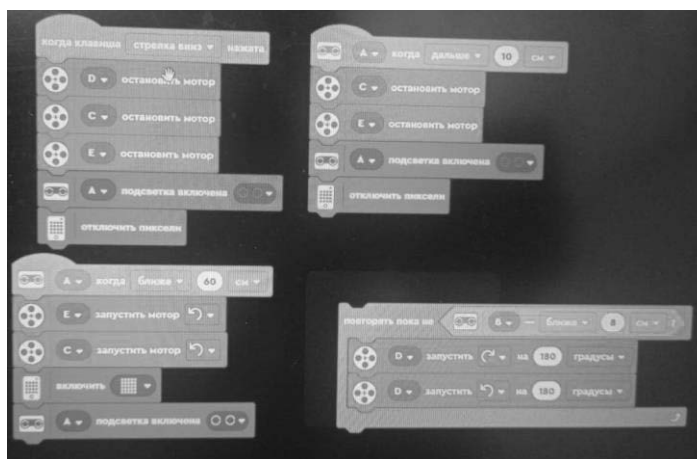 когда клавиша стрелка вниз нажата
D остановить мотор
C остановить мотор
E остановить мотор
A подсветка включена
отключить пиксели
A когда дальше 10 см
C остановить мотор
E остановить мотор
A подсветка включена
отключить пиксели
A когда ближе 60 см
E запустить мотор
C запустить мотор
включить
A подсветка включена
повторять пока не ближе 8 см ?
D запустить на 180 градусы
D запустить на 180 градусы